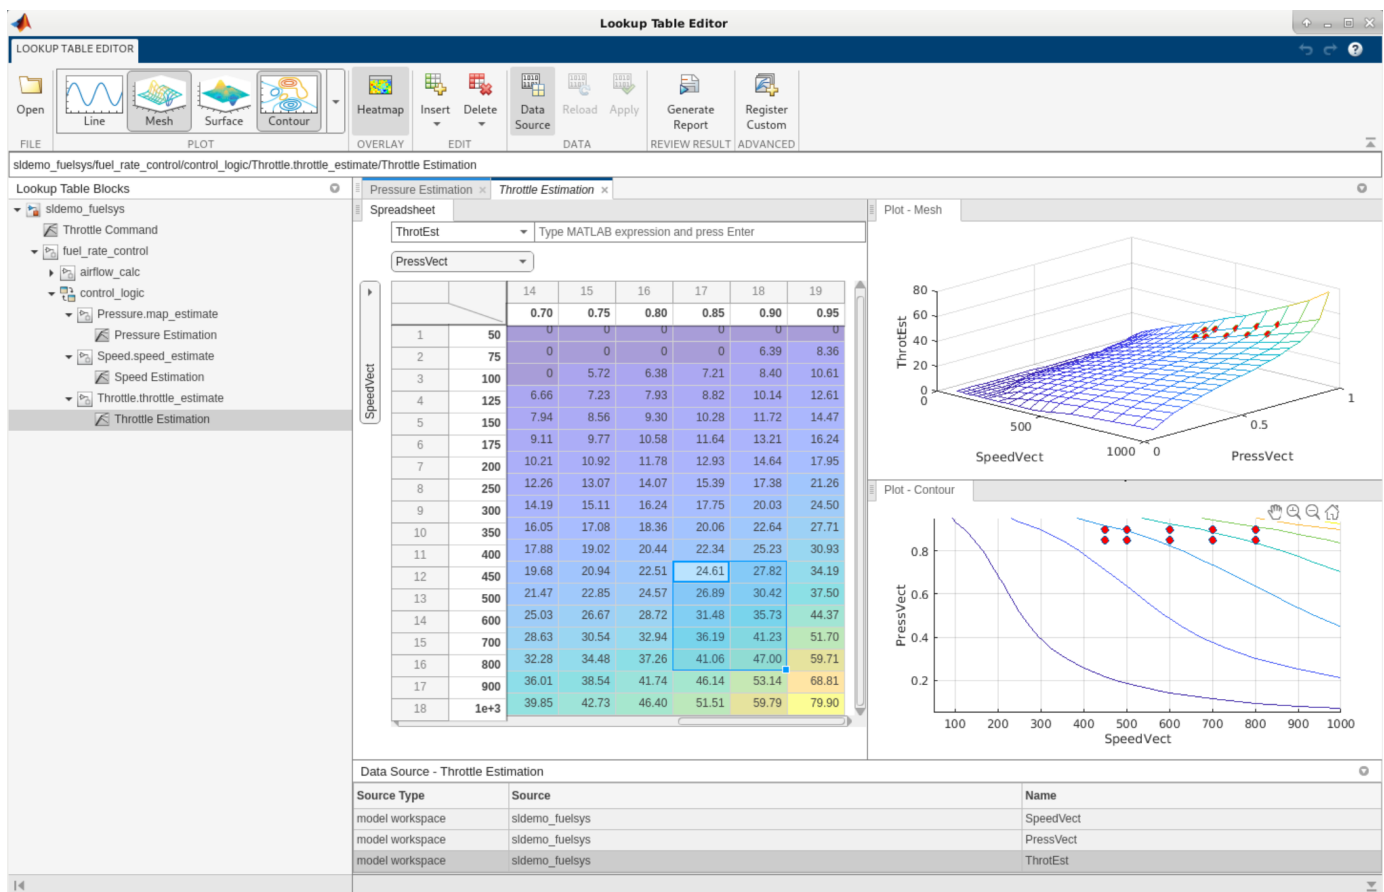 Lookup Table Editor
LOOKUP TABLE EDITOR
Open
Line
Mesh
Surface
Contour
Heatmap
Insert
Delete
Data Source
Reload
Apply
Generate Report
Register Custom
FILE
PLOT
OVERLAY
EDIT
DATA
REVIEW RESULT
ADVANCED
sldemo_fuelsys/fuel_rate_control/control_logic/Throttle.throttle_estimate/Throttle Estimation
Lookup Table Blocks
sldemo_fuelsys
Throttle Command
fuel_rate_control
airflow_calc
control_logic
Pressure.map_estimate
Pressure Estimation
Speed.speed_estimate
Speed Estimation
Throttle.throttle_estimate
Throttle Estimation
Pressure Estimation × Throttle Estimation ×
Spreadsheet
ThrotEst Type MATLAB expression and press Enter
PressVect
SpeedVect
14 15 16 17 18 19
0.70 0.75 0.80 0.85 0.90 0.95
1 50 0 0 0 0 0 0
2 75 0 0 0 0 6.39 8.36
3 100 0 5.72 6.38 7.21 8.40 10.61
4 125 6.66 7.23 7.93 8.82 10.14 12.61
5 150 7.94 8.56 9.30 10.28 11.72 14.47
6 175 9.11 9.77 10.58 11.64 13.21 16.24
7 200 10.21 10.92 11.78 12.93 14.64 17.95
8 250 12.26 13.07 14.07 15.39 17.38 21.26
9 300 14.19 15.11 16.24 17.75 20.03 24.50
10 350 16.05 17.08 18.36 20.06 22.64 27.71
11 400 17.88 19.02 20.44 22.34 25.23 30.93
12 450 19.68 20.94 22.51 24.61 27.82 34.19
13 500 21.47 22.85 24.57 26.89 30.42 37.50
14 600 25.03 26.67 28.72 31.48 35.73 44.37
15 700 28.63 30.54 32.94 36.19 41.23 51.70
16 800 32.28 34.48 37.26 41.06 47.00 59.71
17 900 36.01 38.54 41.74 46.14 53.14 68.81
18 1e+3 39.85 42.73 46.40 51.51 59.79 79.90
Plot - Mesh
80
60
40
20
0
ThrotEst
0
500
1000
SpeedVect
0
0.5
1
PressVect
Plot - Contour
0.8
0.6
0.4
0.2
PressVect
100 200 300 400 500 600 700 800 900 1000
SpeedVect
Data Source - Throttle Estimation
Source Type Source Name
model workspace sldemo_fuelsys SpeedVect
model workspace sldemo_fuelsys PressVect
model workspace sldemo_fuelsys ThrotEst